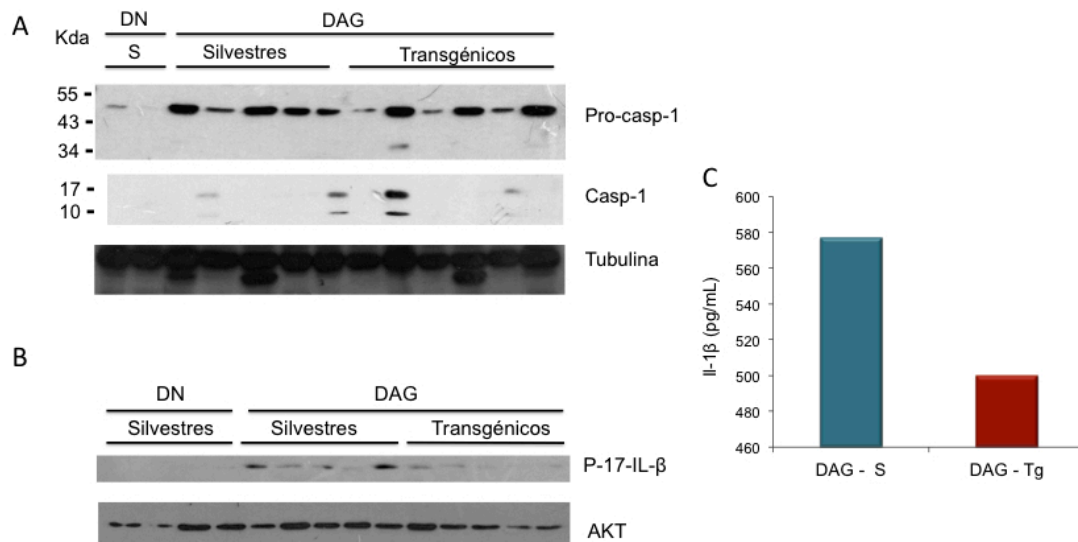 A
Kda
DN
DAG
S
Silvestres
Transgénicos
55 -
43 -
34 -
Pro-casp-1
17 -
10 -
Casp-1
Tubulina
B
DN
DAG
Silvestres
Silvestres
Transgénicos
P-17-IL-β
AKT
C
Il-1β (pg/mL)
600
580
560
540
520
500
480
460
DAG - S
DAG - Tg